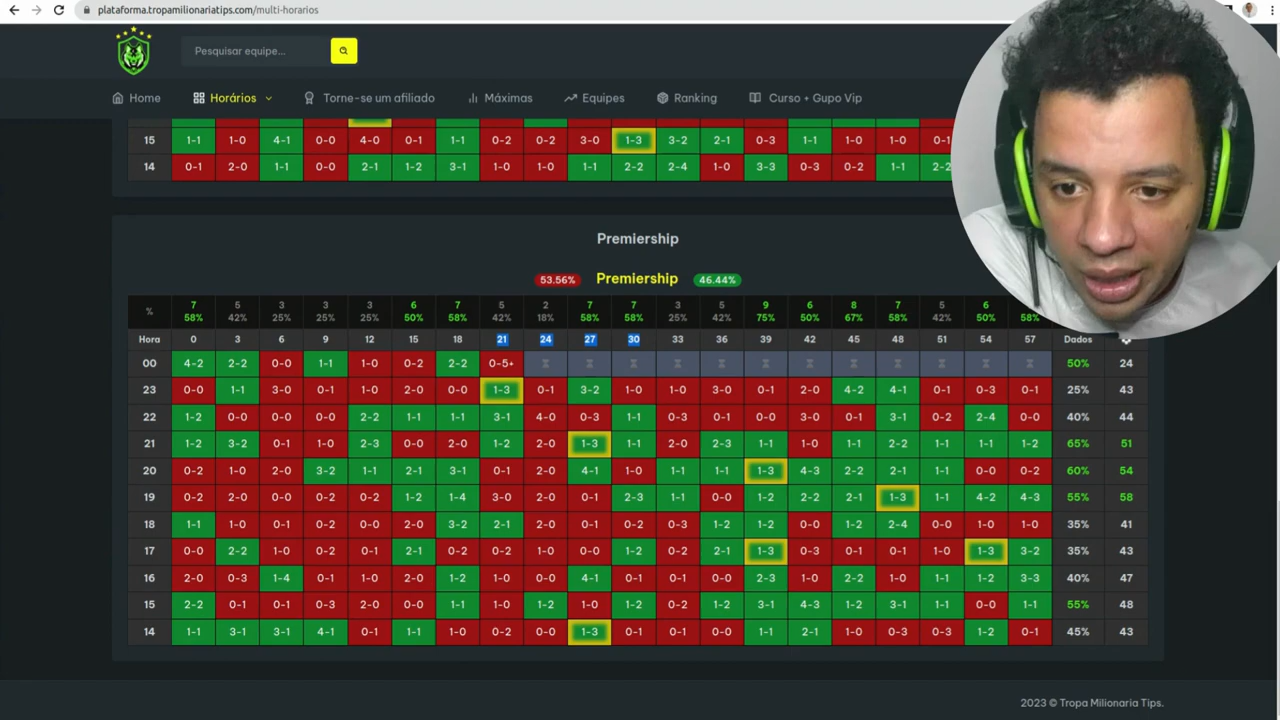 plataforma.tropamilionariatips.com/multi-horarios
Pesquisar equipe...
Home Horários Torne-se um afiliado Máximas Equipes Ranking Curso + Gupo Vip
15 1-1 1-0 4-1 0-0 4-0 0-1 1-1 0-2 0-2 3-0 1-3 3-2 2-1 0-3 1-1 1-0 1-0 0-1
14 0-1 2-0 1-1 0-0 2-1 1-2 3-1 1-0 1-0 1-1 2-2 2-4 1-0 3-3 0-3 0-2 1-1 2-2
Premiership
53.56% Premiership 46.44%
% 7 5 3 3 3 6 7 5 2 7 7 3 5 9 6 8 7 5 6
58% 42% 25% 25% 25% 50% 58% 42% 18% 58% 58% 25% 42% 75% 50% 67% 58% 42% 50% 58%
Hora 0 3 6 9 12 15 18 21 24 27 30 33 36 39 42 45 48 51 54 57 Dados
00 4-2 2-2 0-0 1-1 1-0 0-2 2-2 0-5+ 50% 24
23 0-0 1-1 3-0 0-1 1-0 2-0 0-0 1-3 0-1 3-2 1-0 1-0 3-0 0-1 2-0 4-2 4-1 0-1 0-3 0-1 25% 43
22 1-2 0-0 0-0 0-0 2-2 1-1 1-1 3-1 4-0 0-3 1-1 0-3 0-1 0-0 3-0 0-1 3-1 0-2 2-4 0-0 40% 44
21 1-2 3-2 0-1 1-0 2-3 0-0 2-0 1-2 2-0 1-3 1-1 2-0 2-3 1-1 1-0 1-1 2-2 1-1 1-1 1-2 65% 51
20 0-2 1-0 2-0 3-2 1-1 2-1 3-1 0-1 2-0 4-1 1-0 1-1 1-1 1-3 4-3 2-2 2-1 1-1 0-0 0-2 60% 54
19 0-2 2-0 0-0 0-2 0-2 1-2 1-4 3-0 2-0 0-1 2-3 1-1 0-0 1-2 2-2 2-1 1-3 1-1 4-2 4-3 55% 58
18 1-1 1-0 0-1 0-2 0-0 2-0 3-2 2-1 2-0 0-1 0-2 0-3 1-2 1-2 0-0 1-2 2-4 0-0 1-0 1-0 35% 41
17 0-0 2-2 1-0 0-2 0-1 2-1 0-2 0-2 1-0 0-0 1-2 0-2 2-1 1-3 0-3 0-1 0-1 1-0 1-3 3-2 35% 43
16 2-0 0-3 1-4 0-1 1-0 2-0 1-2 1-0 0-0 4-1 0-1 0-1 0-0 2-3 1-0 2-2 1-0 1-1 1-2 3-3 40% 47
15 2-2 0-1 0-1 0-3 2-0 0-0 1-1 1-0 1-2 1-0 1-2 0-2 1-2 3-1 4-3 1-2 3-1 1-1 0-0 1-1 55% 48
14 1-1 3-1 3-1 4-1 0-1 1-1 1-0 0-2 0-0 1-3 0-1 0-1 0-0 1-1 2-1 1-0 0-3 0-3 1-2 0-1 45% 43
2023 © Tropa Milionaria Tips.